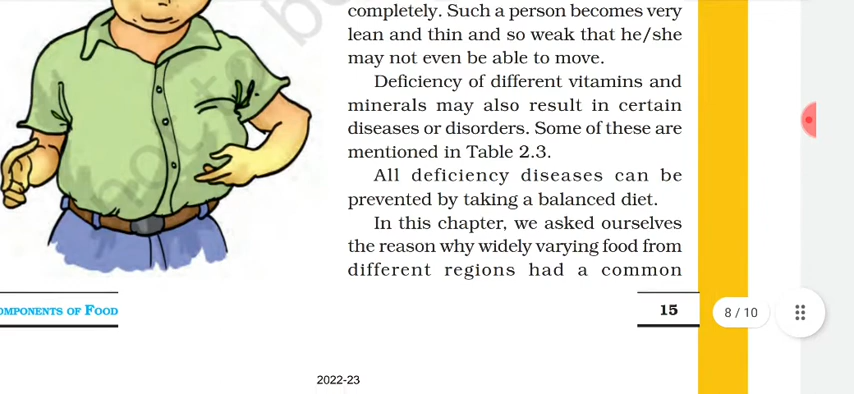 completely. Such a person becomes very
lean and thin and so weak that he/she
may not even be able to move.
Deficiency of different vitamins and
minerals may also result in certain
diseases or disorders. Some of these are
mentioned in Table 2.3.
All deficiency diseases can be
prevented by taking a balanced diet.
In this chapter, we asked ourselves
the reason why widely varying food from
different regions had a common
OMPONENTS OF FOOD
15
8 / 10
2022-23